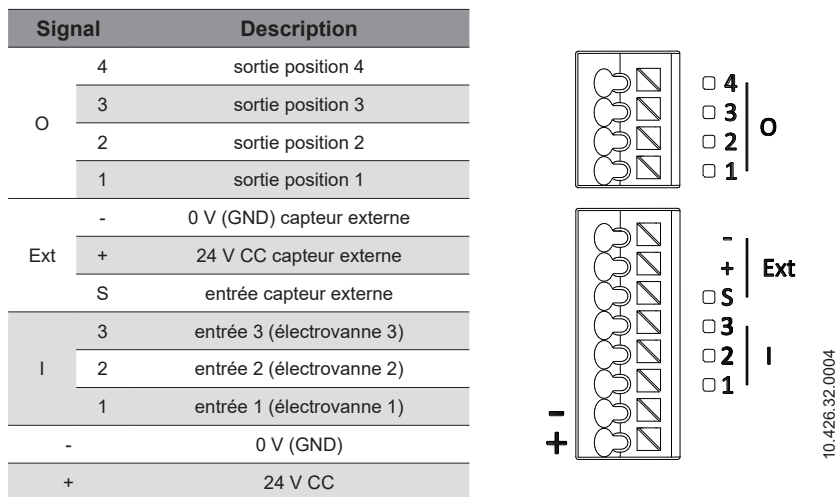 Signal Description
O
4 sortie position 4
3 sortie position 3
2 sortie position 2
1 sortie position 1
Ext
- 0 V (GND) capteur externe
+ 24 V CC capteur externe
S entrée capteur externe
I
3 entrée 3 (électrovanne 3)
2 entrée 2 (électrovanne 2)
1 entrée 1 (électrovanne 1)
- 0 V (GND)
+ 24 V CC
4
3
2
1
O
-
+
S
Ext
3
2
1
I
-
+
10.426.32.0004